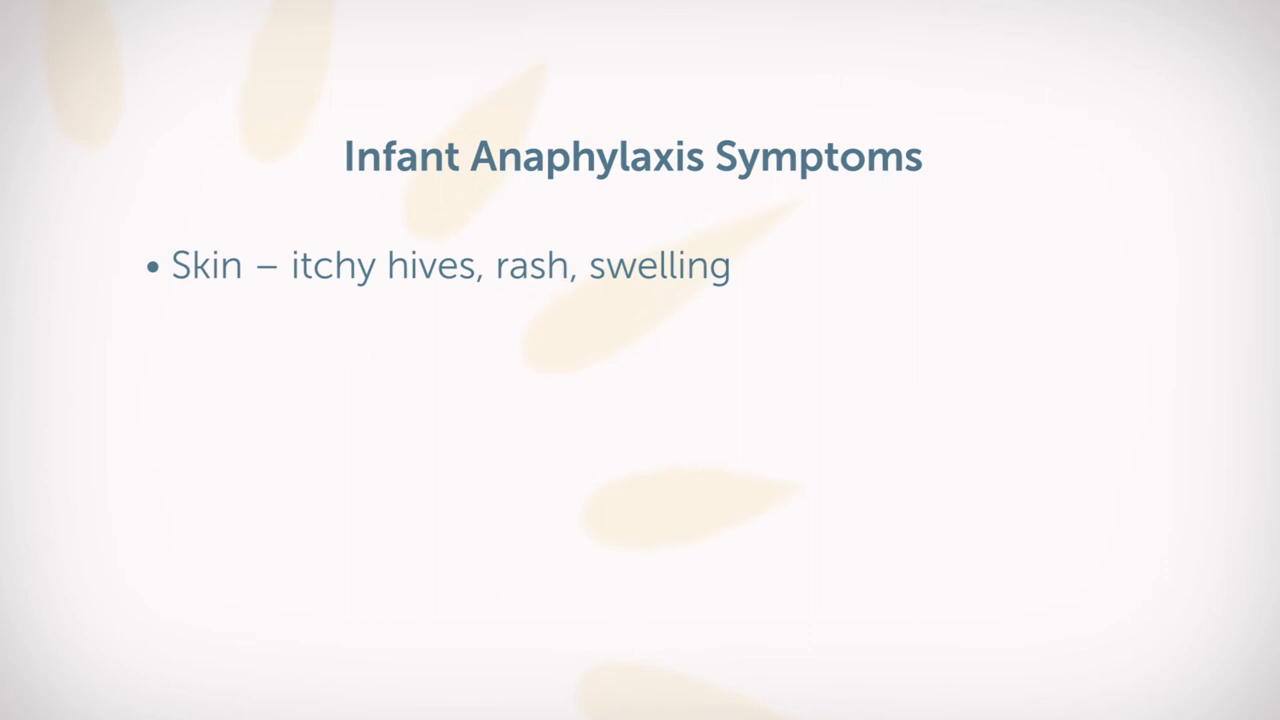 Infant Anaphylaxis Symptoms
• Skin – itchy hives, rash, swelling